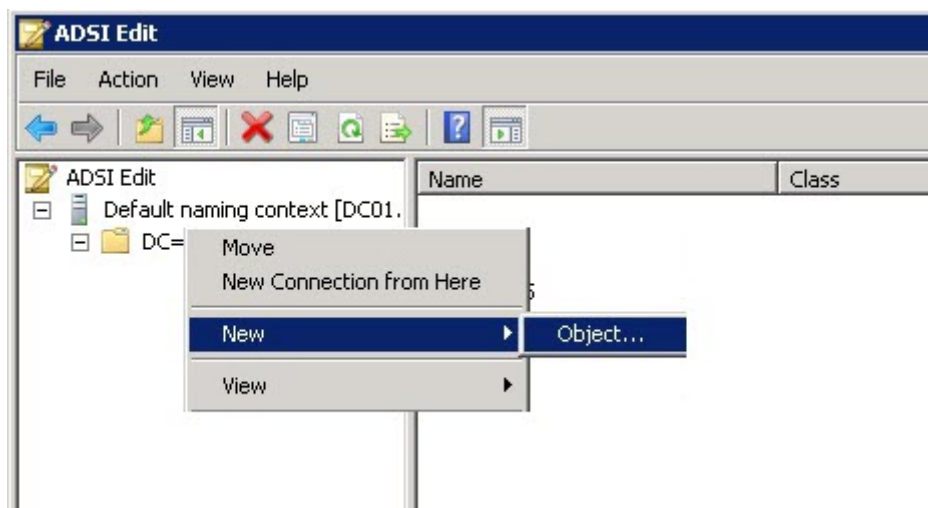 ADSI Edit
File Action View Help
ADSI Edit
Name Class
Default naming context [DC01.
DC=
Move
New Connection from Here
New Object...
View